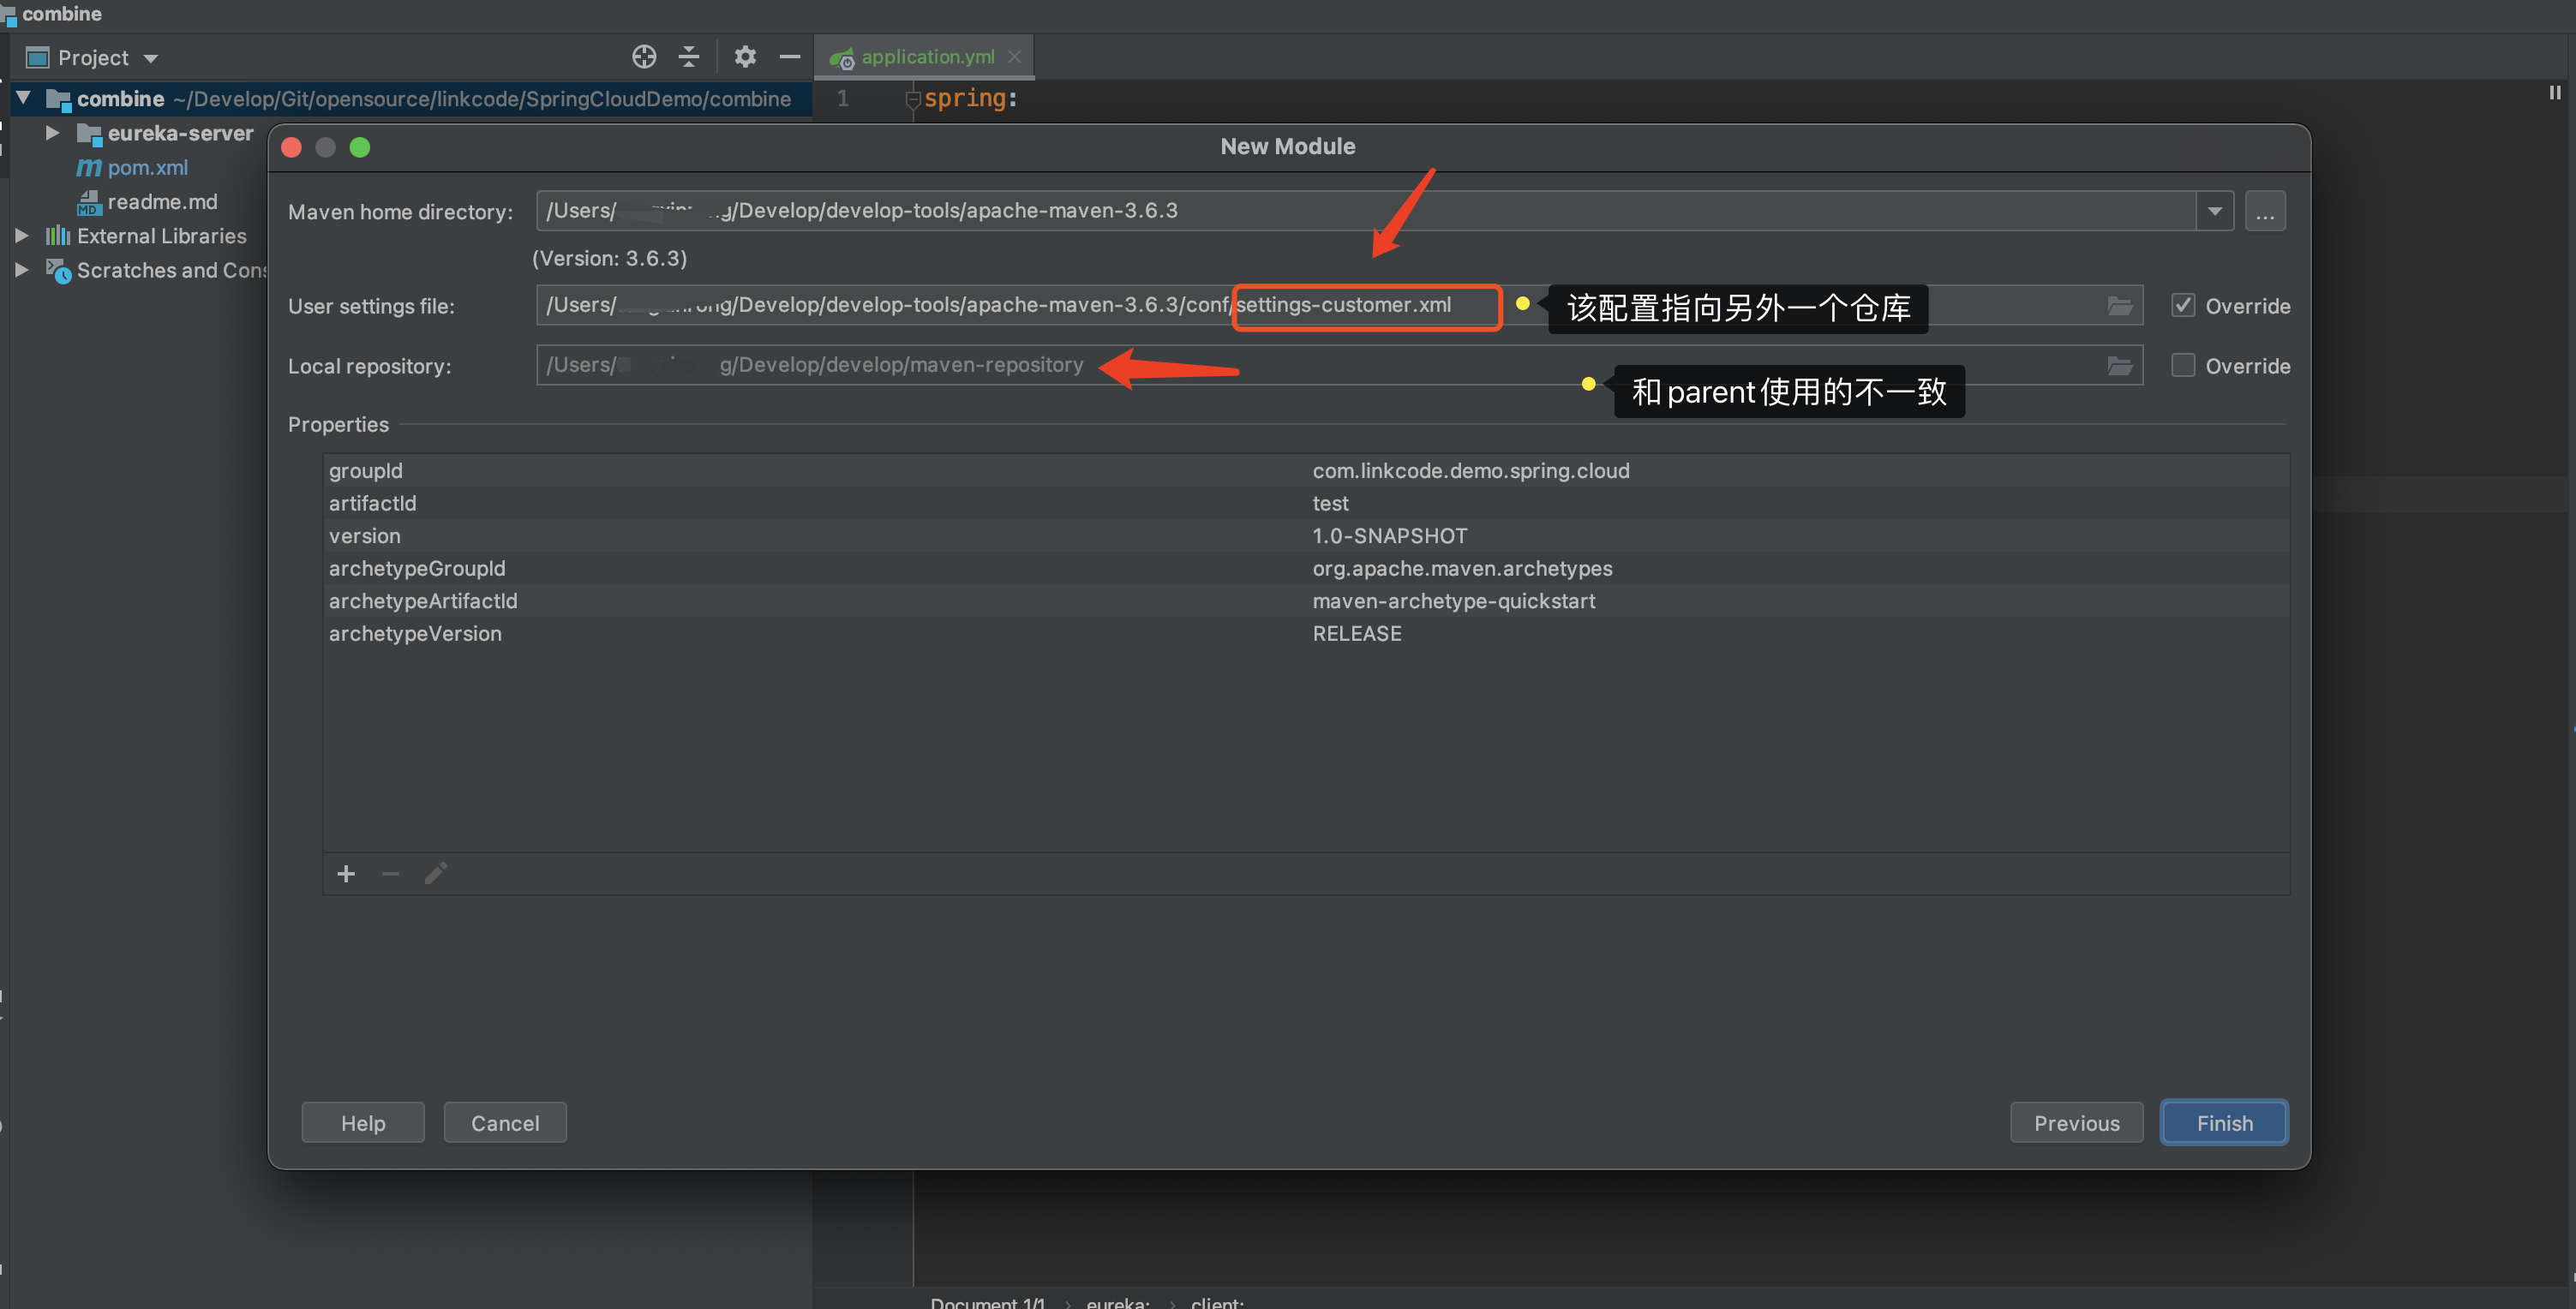 combine
Project
application.yml
combine ~/Develop/Git/opensource/linkcode/SpringCloudDemo/combine
1 spring:
eureka-server
pom.xml
readme.md
External Libraries
Scratches and Cons
New Module
Maven home directory: /Users/ g/Develop/develop-tools/apache-maven-3.6.3 ...
(Version: 3.6.3)
User settings file: /Users/ ong/Develop/develop-tools/apache-maven-3.6.3/conf/settings-customer.xml 该配置指向另外一个仓库 Override
Local repository: /Users/ g/Develop/develop/maven-repository Override
和parent使用的不一致
Properties
groupId com.linkcode.demo.spring.cloud
artifactId test
version 1.0-SNAPSHOT
archetypeGroupId org.apache.maven.archetypes
archetypeArtifactId maven-archetype-quickstart
archetypeVersion RELEASE
Help Cancel Previous Finish
Document 1/1 › eureka: › client: